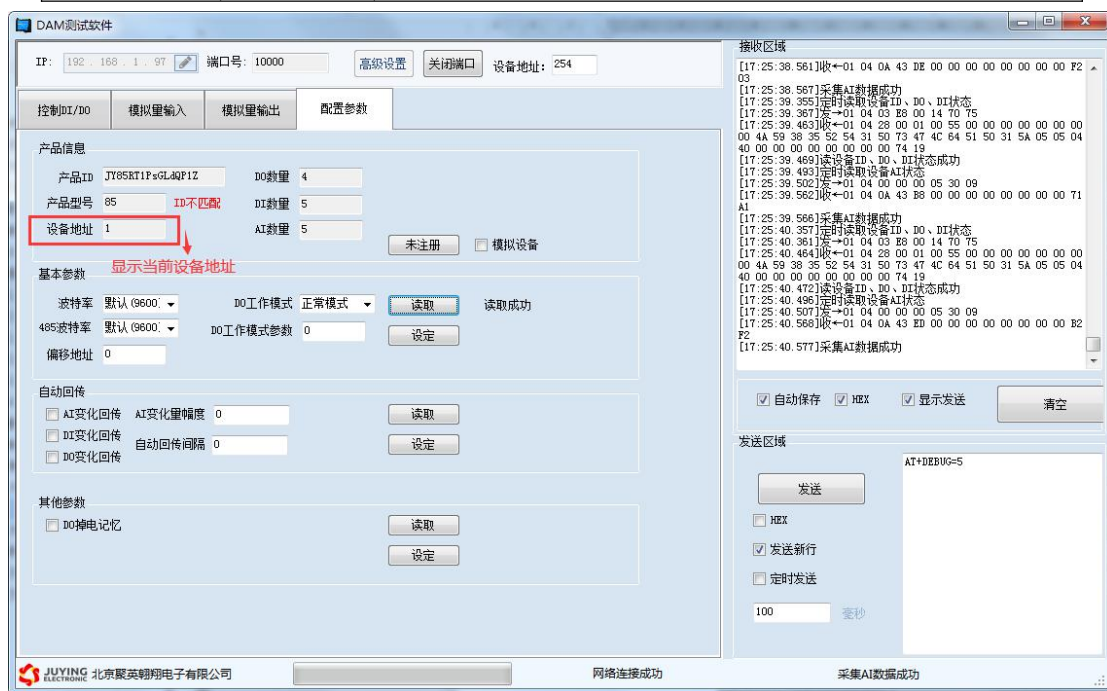 DAM测试软件
IP: 192 . 168 . 1 . 97 端口号: 10000 高级设置 关闭端口 设备地址: 254
控制DI/DO 模拟量输入 模拟量输出 配置参数
产品信息
产品ID JY85RT1PsGLdQP1Z DO数量 4
产品型号 85 ID不匹配 DI数量 5
设备地址 1 AI数量 5
未注册 模拟设备
显示当前设备地址
基本参数
波特率 默认(9600) DO工作模式 正常模式 读取 读取成功
485波特率 默认(9600) DO工作模式参数 0 设定
偏移地址 0
自动回传
AI变化回传 AI变化量幅度 0 读取
DI变化回传 自动回传间隔 0 设定
DO变化回传
其他参数
DO掉电记忆 读取
设定
接收区域
[17:25:38.561]收←01 04 0A 43 DE 00 00 00 00 00 00 00 00 F2
03
[17:25:38.567]采集AI数据成功
[17:25:39.355]定时读取设备ID、DO、DI状态
[17:25:39.367]发→01 04 03 E8 00 14 70 75
[17:25:39.463]收←01 04 28 00 01 00 55 00 00 00 00 00 00 00
00 4A 59 38 35 52 54 31 50 73 47 4C 64 51 50 31 5A 05 05 04
40 00 00 00 00 00 00 00 74 19
[17:25:39.469]读设备ID、DO、DI状态成功
[17:25:39.493]定时读取设备AI状态
[17:25:39.502]发→01 04 00 00 00 05 30 09
[17:25:39.562]收←01 04 0A 43 B8 00 00 00 00 00 00 00 00 71
A1
[17:25:39.566]采集AI数据成功
[17:25:40.357]定时读取设备ID、DO、DI状态
[17:25:40.361]发→01 04 03 E8 00 14 70 75
[17:25:40.464]收←01 04 28 00 01 00 55 00 00 00 00 00 00 00
00 4A 59 38 35 52 54 31 50 73 47 4C 64 51 50 31 5A 05 05 04
40 00 00 00 00 00 00 00 74 19
[17:25:40.472]读设备ID、DO、DI状态成功
[17:25:40.496]定时读取设备AI状态
[17:25:40.507]发→01 04 00 00 00 05 30 09
[17:25:40.568]收←01 04 0A 43 ED 00 00 00 00 00 00 00 00 B2
F2
[17:25:40.577]采集AI数据成功
自动保存 HEX 显示发送 清空
发送区域
AT+DEBUG=5
发送
HEX
发送新行
定时发送
100 毫秒
JUYING ELECTRONIC 北京聚英翱翔电子有限公司 网络连接成功 采集AI数据成功